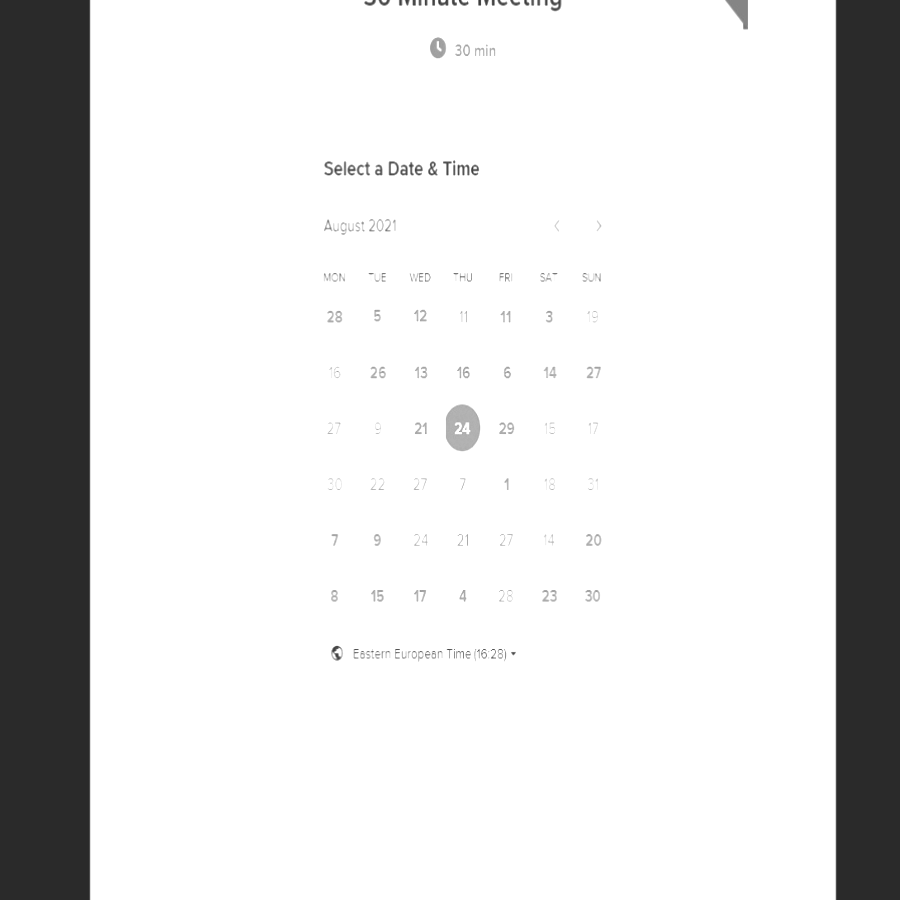 30 Minute Meeting
30 min
Select a Date & Time
August 2021
MON TUE WED THU FRI SAT SUN
28 5 12 11 11 3 19
16 26 13 16 6 14 27
27 9 21 24 29 15 17
30 22 27 7 1 18 31
7 9 24 21 27 14 20
8 15 17 4 28 23 30
Eastern European Time (16:28)